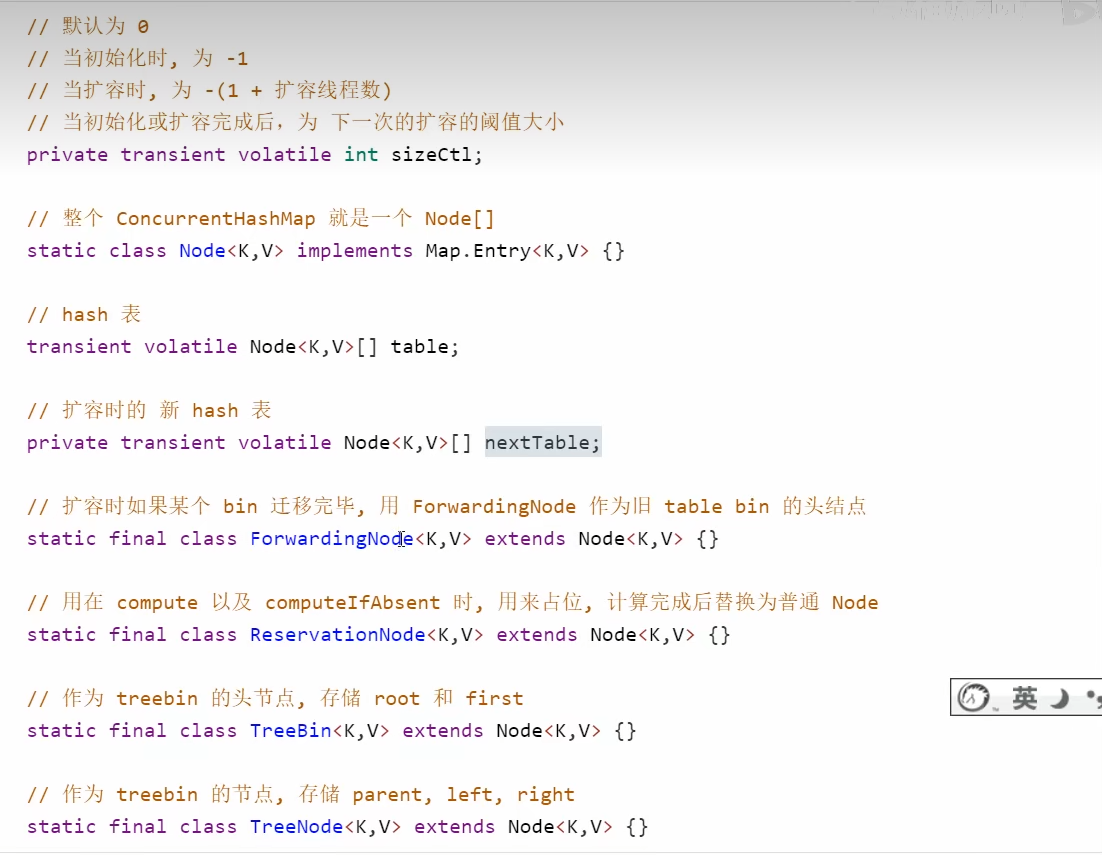 // 默认为 0
// 当初始化时, 为 -1
// 当扩容时, 为 -(1 + 扩容线程数)
// 当初始化或扩容完成后，为 下一次的扩容的阈值大小
private transient volatile int sizeCtl;
// 整个 ConcurrentHashMap 就是一个 Node[]
static class Node<K,V> implements Map.Entry<K,V> {}
// hash 表
transient volatile Node<K,V>[] table;
// 扩容时的 新 hash 表
private transient volatile Node<K,V>[] nextTable;
// 扩容时如果某个 bin 迁移完毕, 用 ForwardingNode 作为旧 table bin 的头结点
static final class ForwardingNode<K,V> extends Node<K,V> {}
// 用在 compute 以及 computeIfAbsent 时, 用来占位, 计算完成后替换为普通 Node
static final class ReservationNode<K,V> extends Node<K,V> {}
// 作为 treebin 的头节点, 存储 root 和 first
static final class TreeBin<K,V> extends Node<K,V> {}
英
// 作为 treebin 的节点, 存储 parent, left, right
static final class TreeNode<K,V> extends Node<K,V> {}